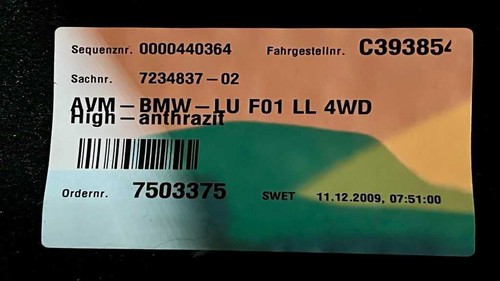 Sequenznr. 0000440364 Fahrgestellnr. C393854
Sachnr. 7234837-02
AVM-BMW-LU F01 LL 4WD
High-anthrazit
Ordernr. 7503375 SWET 11.12.2009, 07:51:00